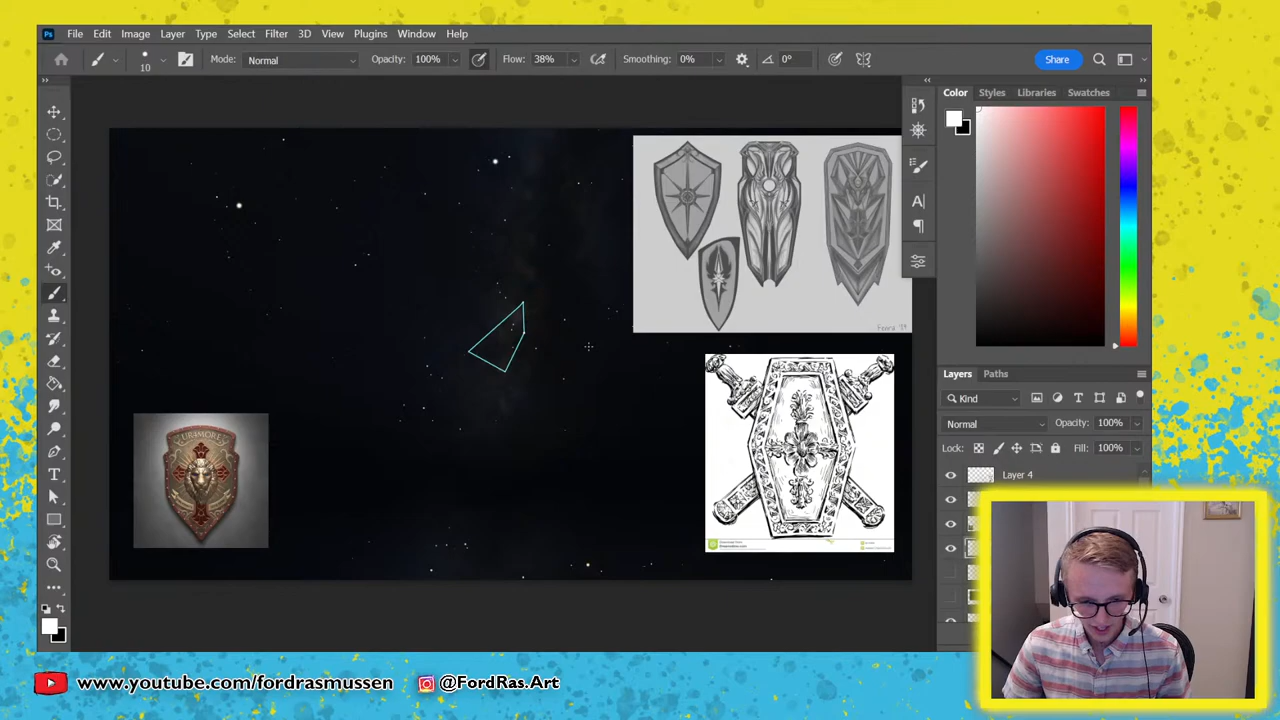 Ps File Edit Image Layer Type Select Filter 3D View Plugins Window Help
10 Mode: Normal Opacity: 100% Flow: 38% Smoothing: 0% 0° Share
Color Styles Libraries Swatches
EURAMORE
Layers Paths
Kind
Normal Opacity: 100%
Lock: Fill: 100%
Layer 4
www.youtube.com/fordrasmussen @FordRas.Art